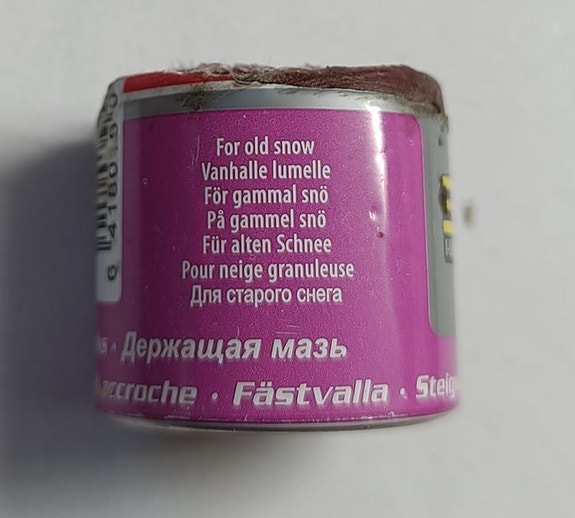 For old snow
Vanhalle lumelle
För gammal snö
På gammel snö
Für alten Schnee
Pour neige granuleuse
Для старого снега
· Держащая мазь
accroche · Fästvalla ·